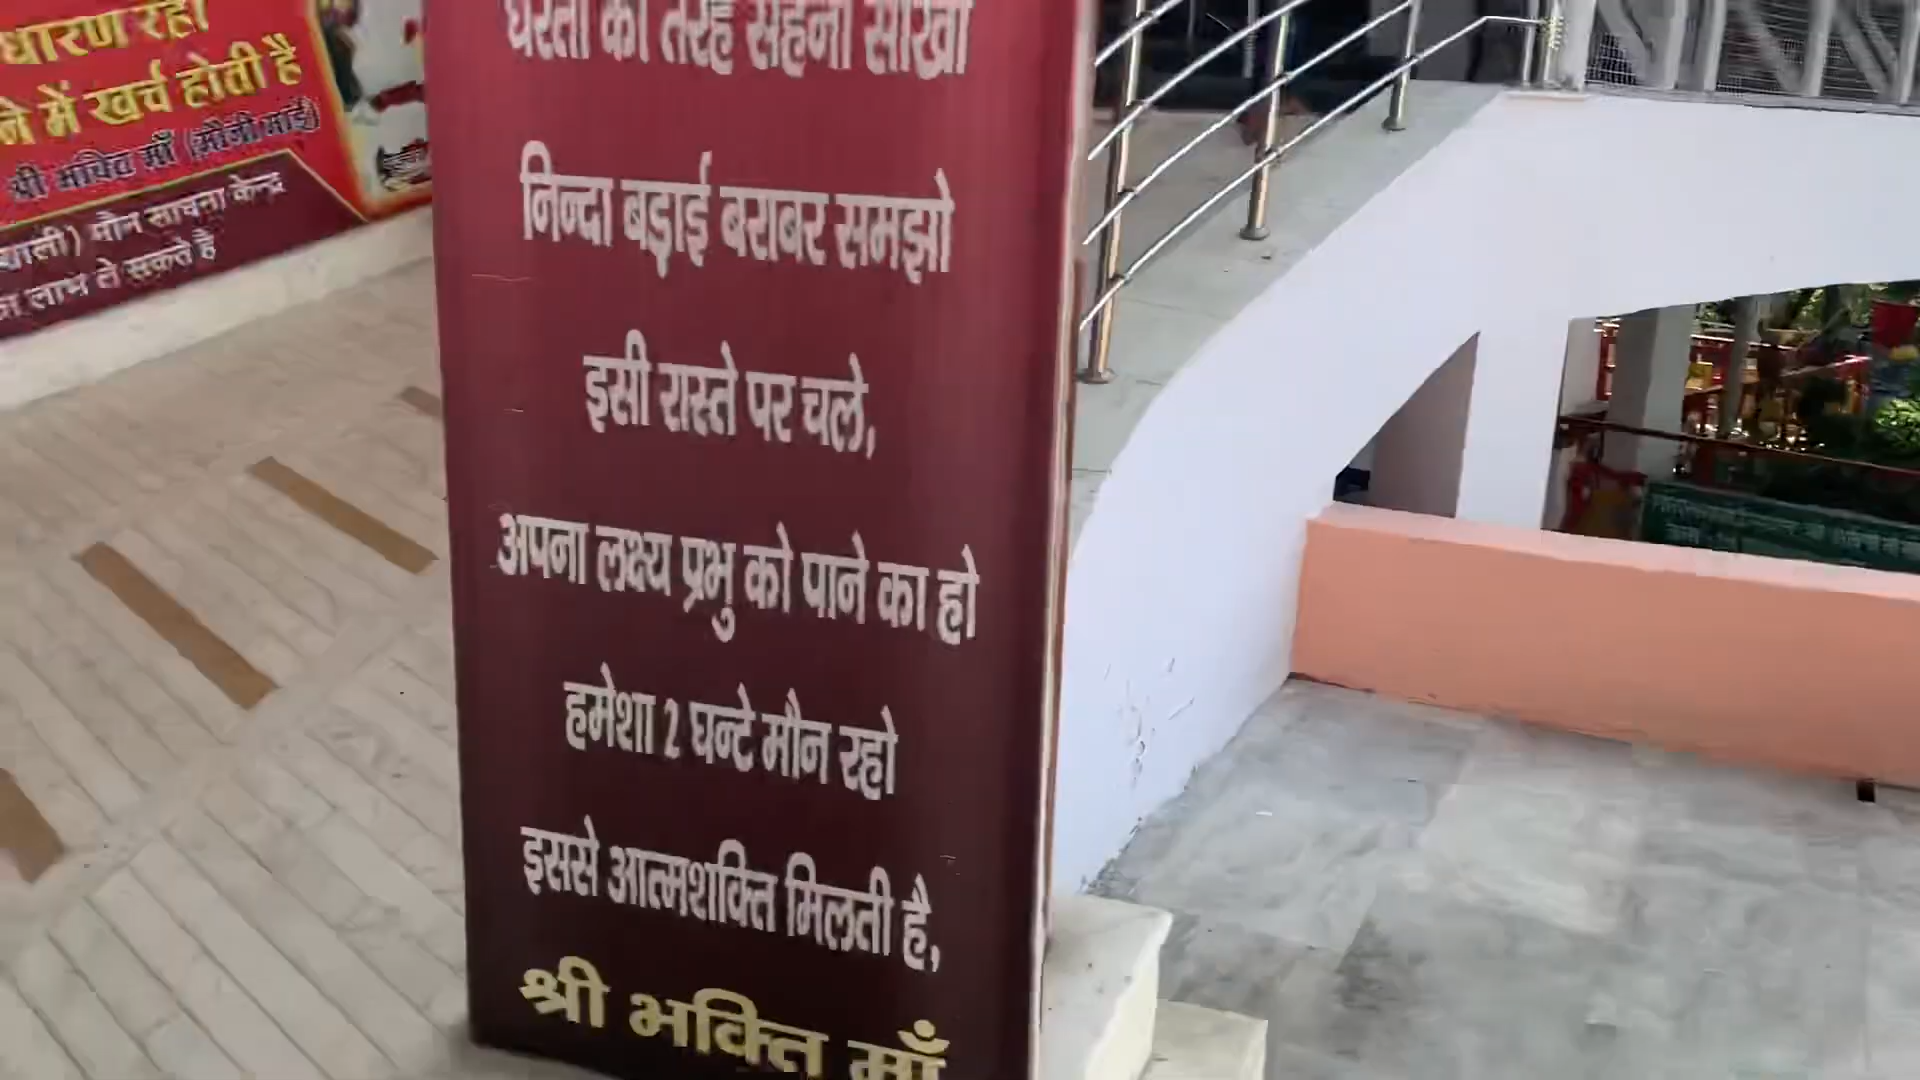 धारण रहो
ने में खर्च होती है
श्री भक्ति माँ (मौनी माई)
मौन साधना केन्द्र
लाभ ले सकते है
धरती की तरह सहना सीखो
निन्दा बड़ाई बराबर समझो
इसी रास्ते पर चले,
अपना लक्ष्य प्रभु को पाने का हो
हमेशा 2 घन्टे मौन रहो
इससे आत्मशक्ति मिलती है,
श्री भक्ति माँ